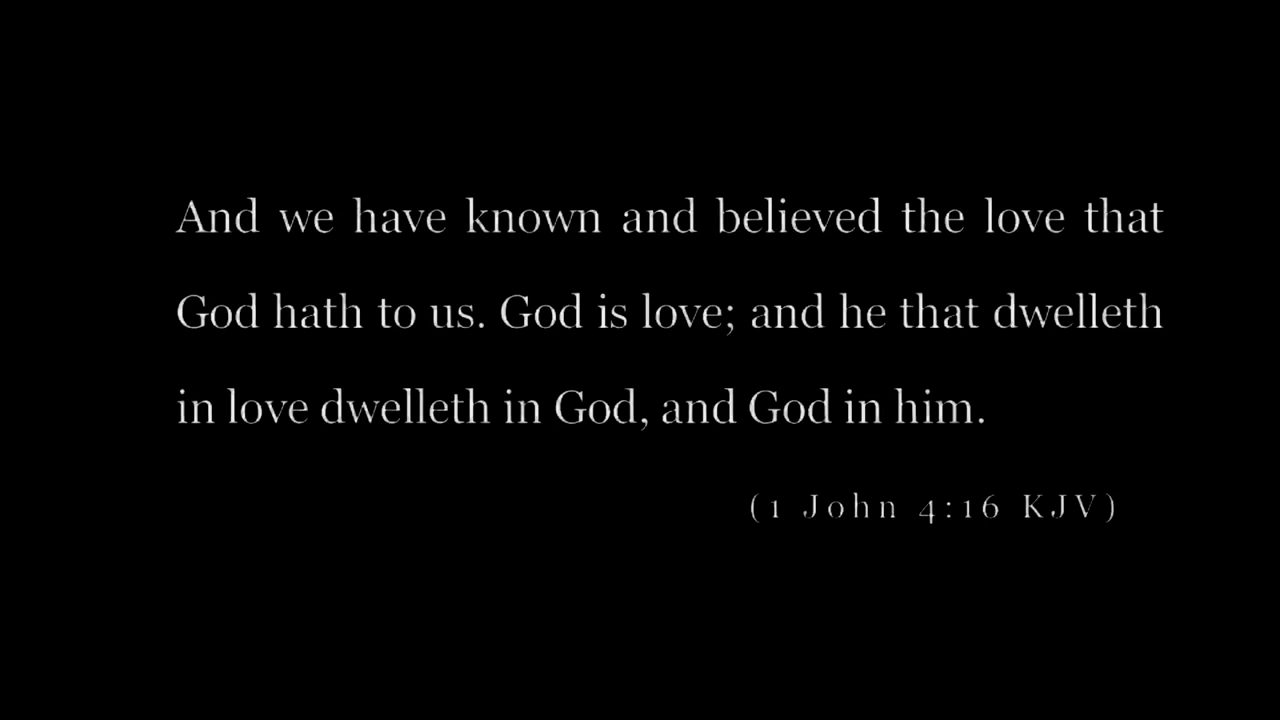 And we have known and believed the love that
God hath to us. God is love; and he that dwelleth
in love dwelleth in God, and God in him.
(1 John 4:16 KJV)